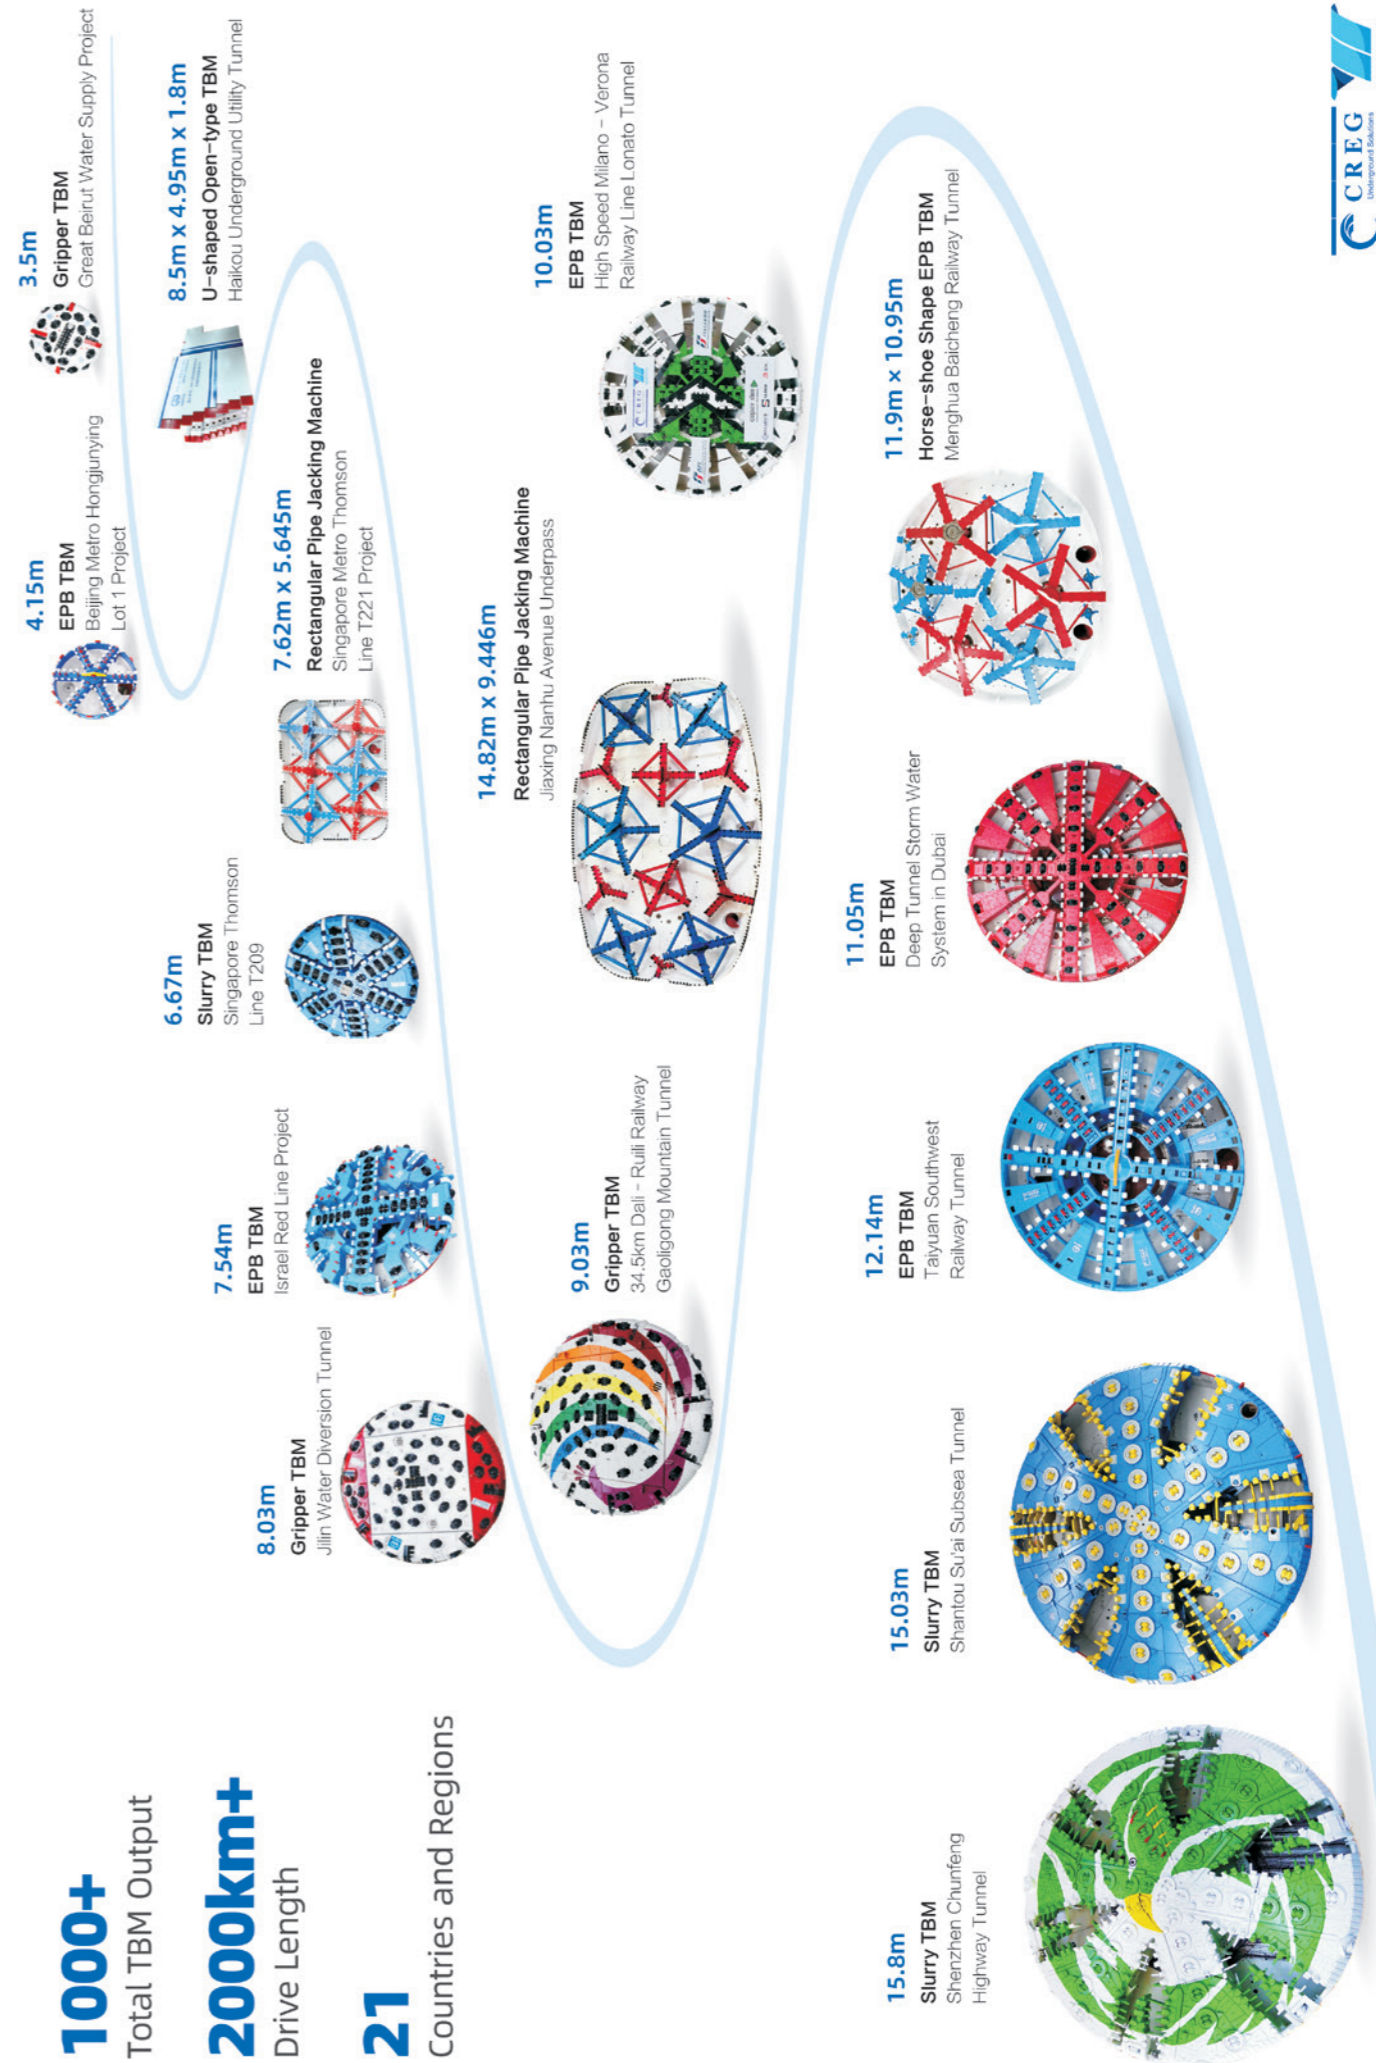 1000+
Total TBM Output
2000km+
Drive Length
21
Countries and Regions
3.5m
Gripper TBM
Great Beirut Water Supply Project
4.15m
EPB TBM
Beijing Metro Hongjunying
Lot 1 Project
8.5m x 4.95m x 1.8m
U-shaped Open-type TBM
Haikou Underground Utility Tunnel
7.62m x 5.645m
Rectangular Pipe Jacking Machine
Singapore Metro Thomson
Line T221 Project
6.67m
Slurry TBM
Singapore Thomson
Line T209
7.54m
EPB TBM
Israel Red Line Project
8.03m
Gripper TBM
Jilin Water Diversion Tunnel
9.03m
Gripper TBM
34.5km Dali - Ruili Railway
Gaoligong Mountain Tunnel
14.82m x 9.446m
Rectangular Pipe Jacking Machine
Jiaxing Nanhu Avenue Underpass
10.03m
EPB TBM
High Speed Milano - Verona
Railway Line Lonato Tunnel
CREG
11.9m × 10.95m
Horse-shoe Shape EPB TBM
Menghua Baicheng Railway Tunnel
11.05m
EPB TBM
Deep Tunnel Storm Water
System in Dubai
12.14m
EPB TBM
Taiyuan Southwest
Railway Tunnel
15.03m
Slurry TBM
Shantou Su'ai Subsea Tunnel
15.8m
Slurry TBM
Shenzhen Chunfeng
Highway Tunnel
CREG
Underground Solutions